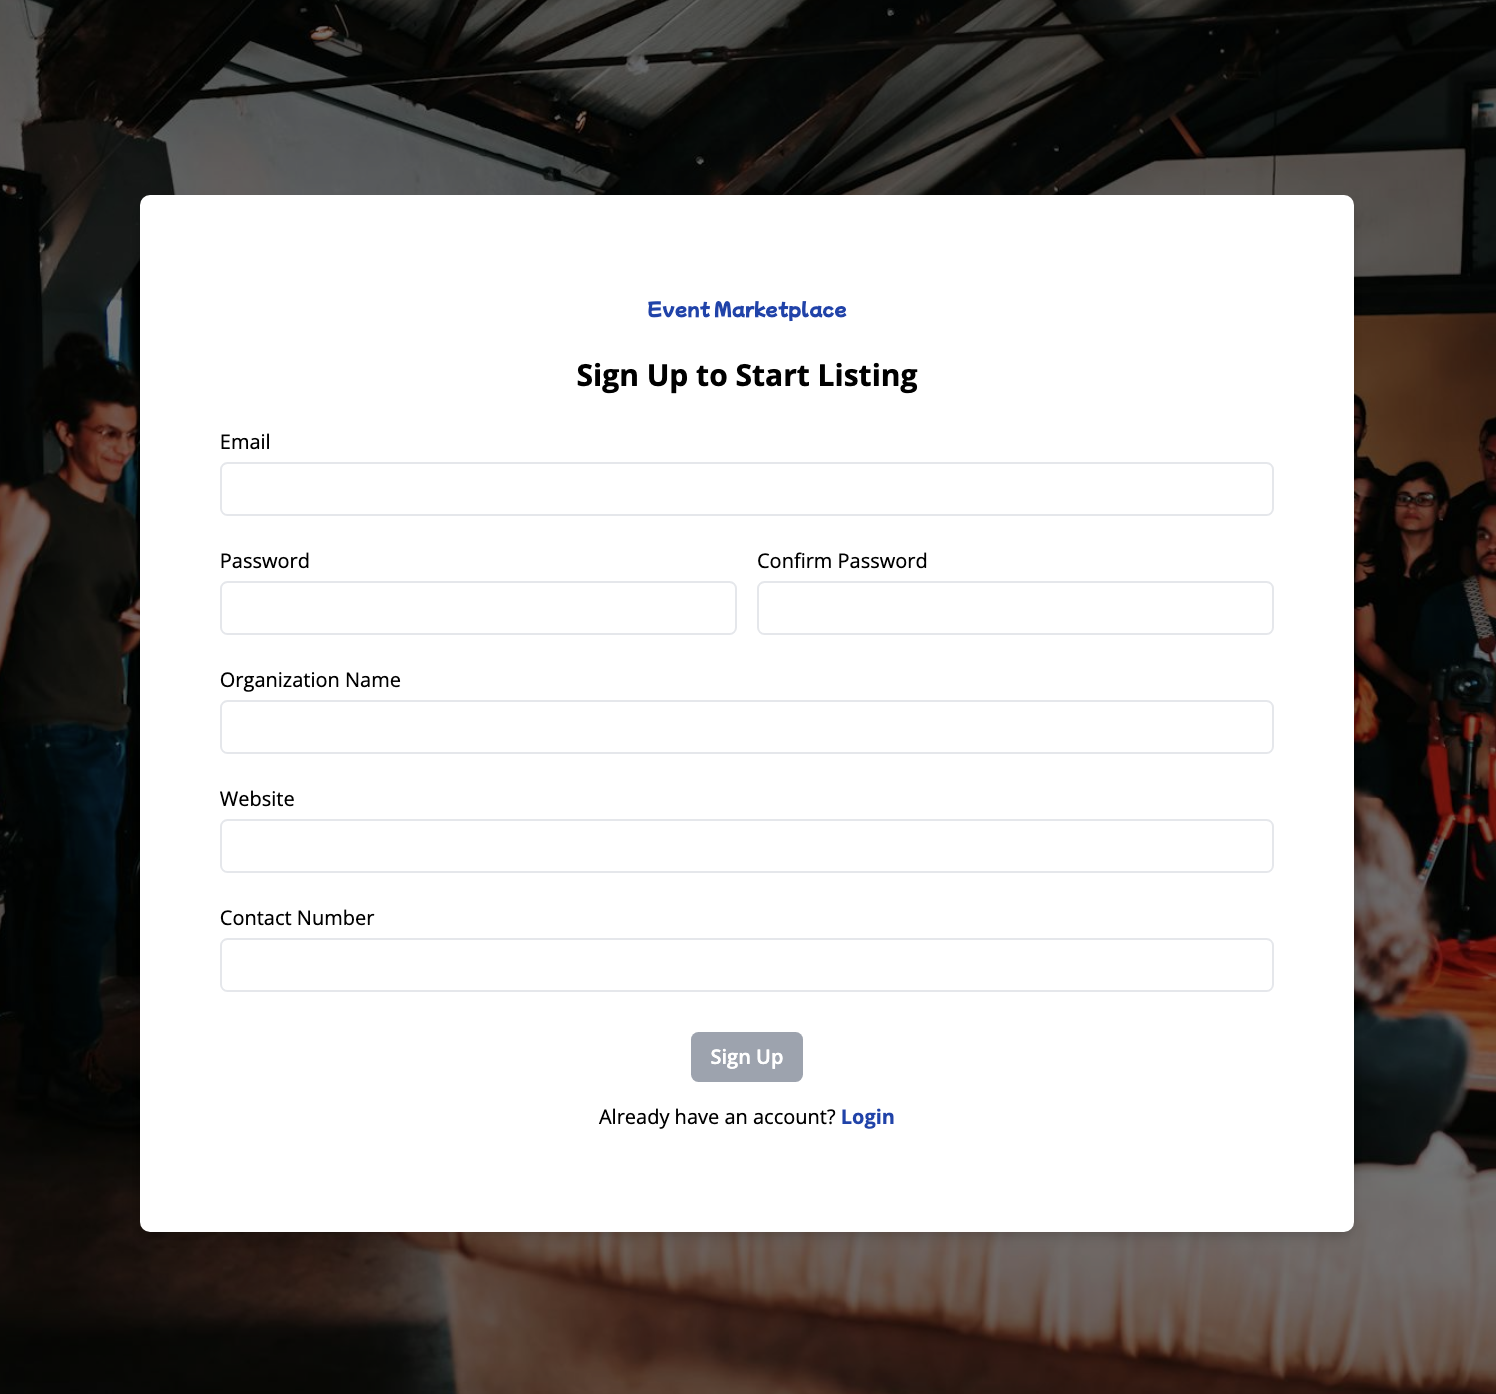 Event Marketplace
Sign Up to Start Listing
Email
Password
Confirm Password
Organization Name
Website
Contact Number
Sign Up
Already have an account? Login